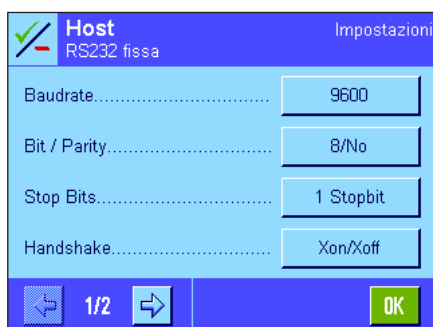 Host
Impostazioni
RS232 fissa
Baudrate.............................. 9600
Bit / Parity............................ 8/No
Stop Bits.............................. 1 Stopbit
Handshake........................... Xon/Xoff
1/2
OK